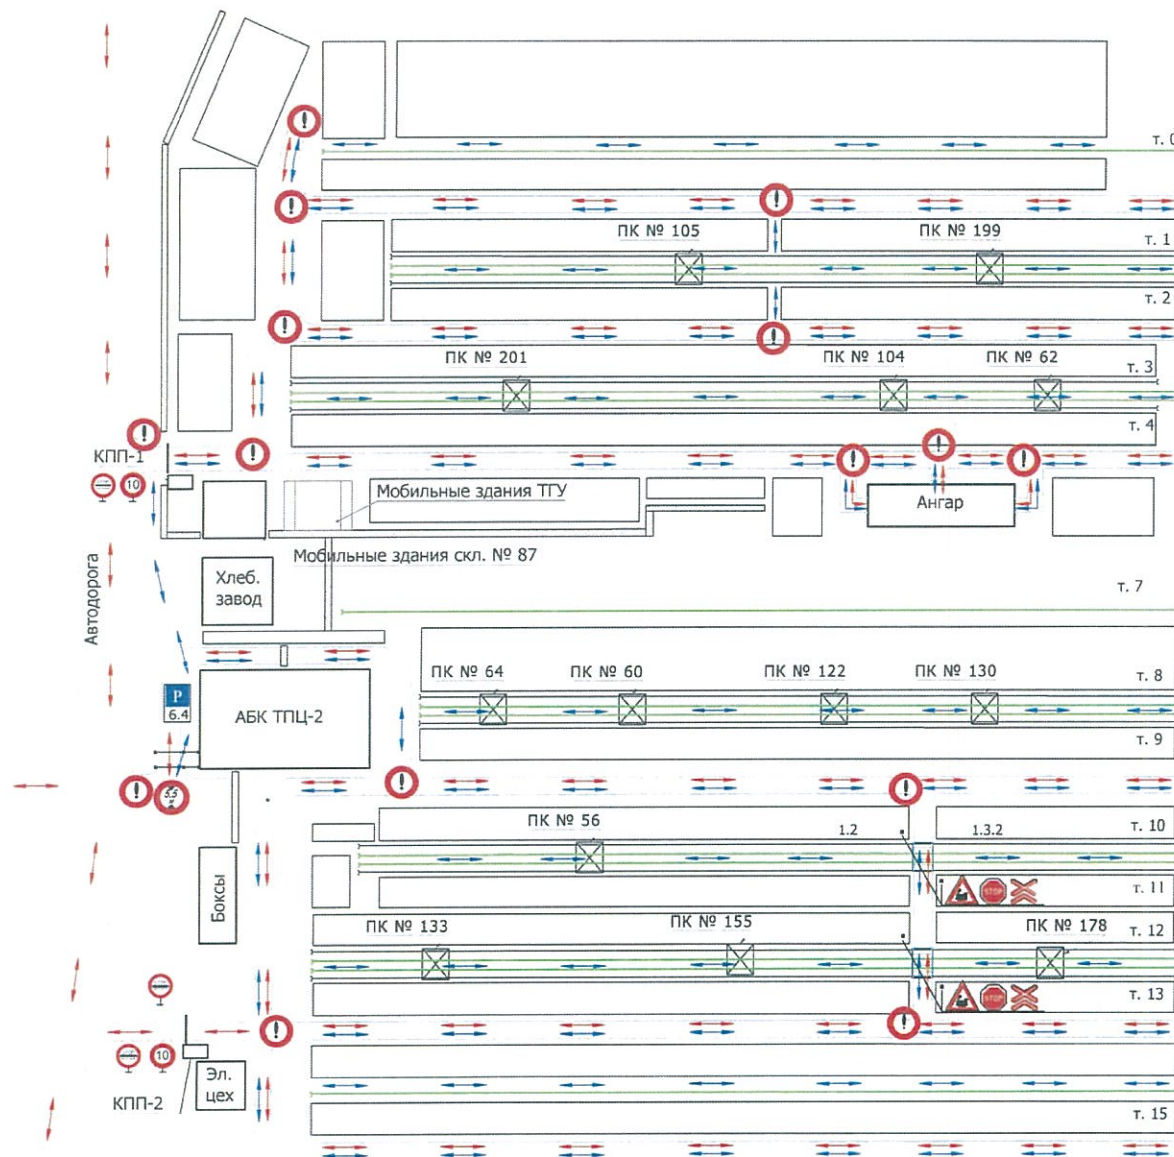 т. 0
ПК № 105
ПК № 199
т. 1
т. 2
ПК № 201
ПК № 104
ПК № 62
т. 3
т. 4
КПП-1
10
Мобильные здания ТГУ
Ангар
Мобильные здания скл. № 87
Автодорога
Хлеб.
завод
т. 7
ПК № 64
ПК № 60
ПК № 122
ПК № 130
т. 8
P
6.4
АБК ТПЦ-2
т. 9
5.5
ПК № 56
1.2
1.3.2
т. 10
Боксы
STOP
т. 11
ПК № 133
ПК № 155
ПК № 178
т. 12
STOP
т. 13
10
Эл.
цех
КПП-2
т. 15